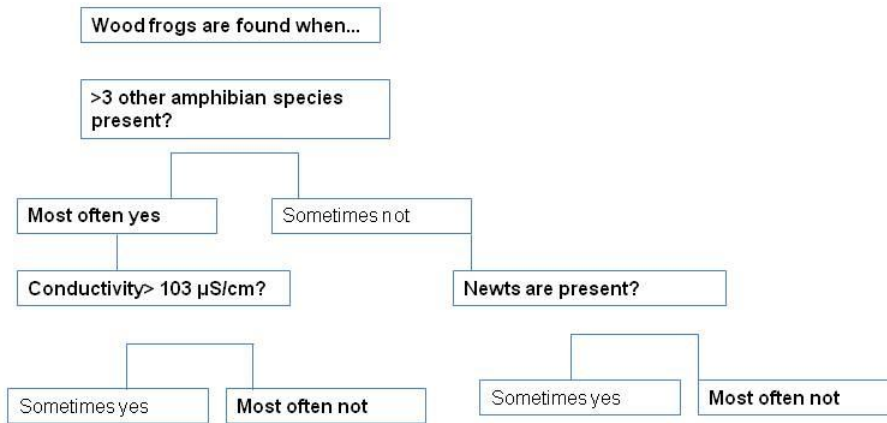 Wood frogs are found when...
>3 other amphibian species
present?
Most often yes
Sometimes not
Conductivity> 103 µS/cm?
Newts are present?
Sometimes yes
Most often not
Sometimes yes
Most often not